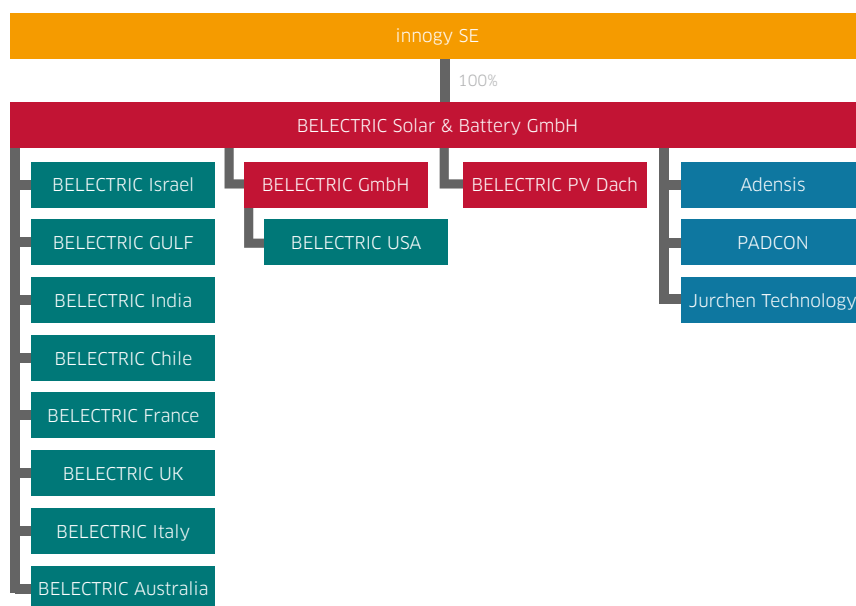 innogy SE
100%
BELECTRIC Solar & Battery GmbH
BELECTRIC Israel
BELECTRIC GULF
BELECTRIC India
BELECTRIC Chile
BELECTRIC France
BELECTRIC UK
BELECTRIC Italy
BELECTRIC Australia
BELECTRIC GmbH
BELECTRIC USA
BELECTRIC PV Dach
Adensis
PADCON
Jurchen Technology